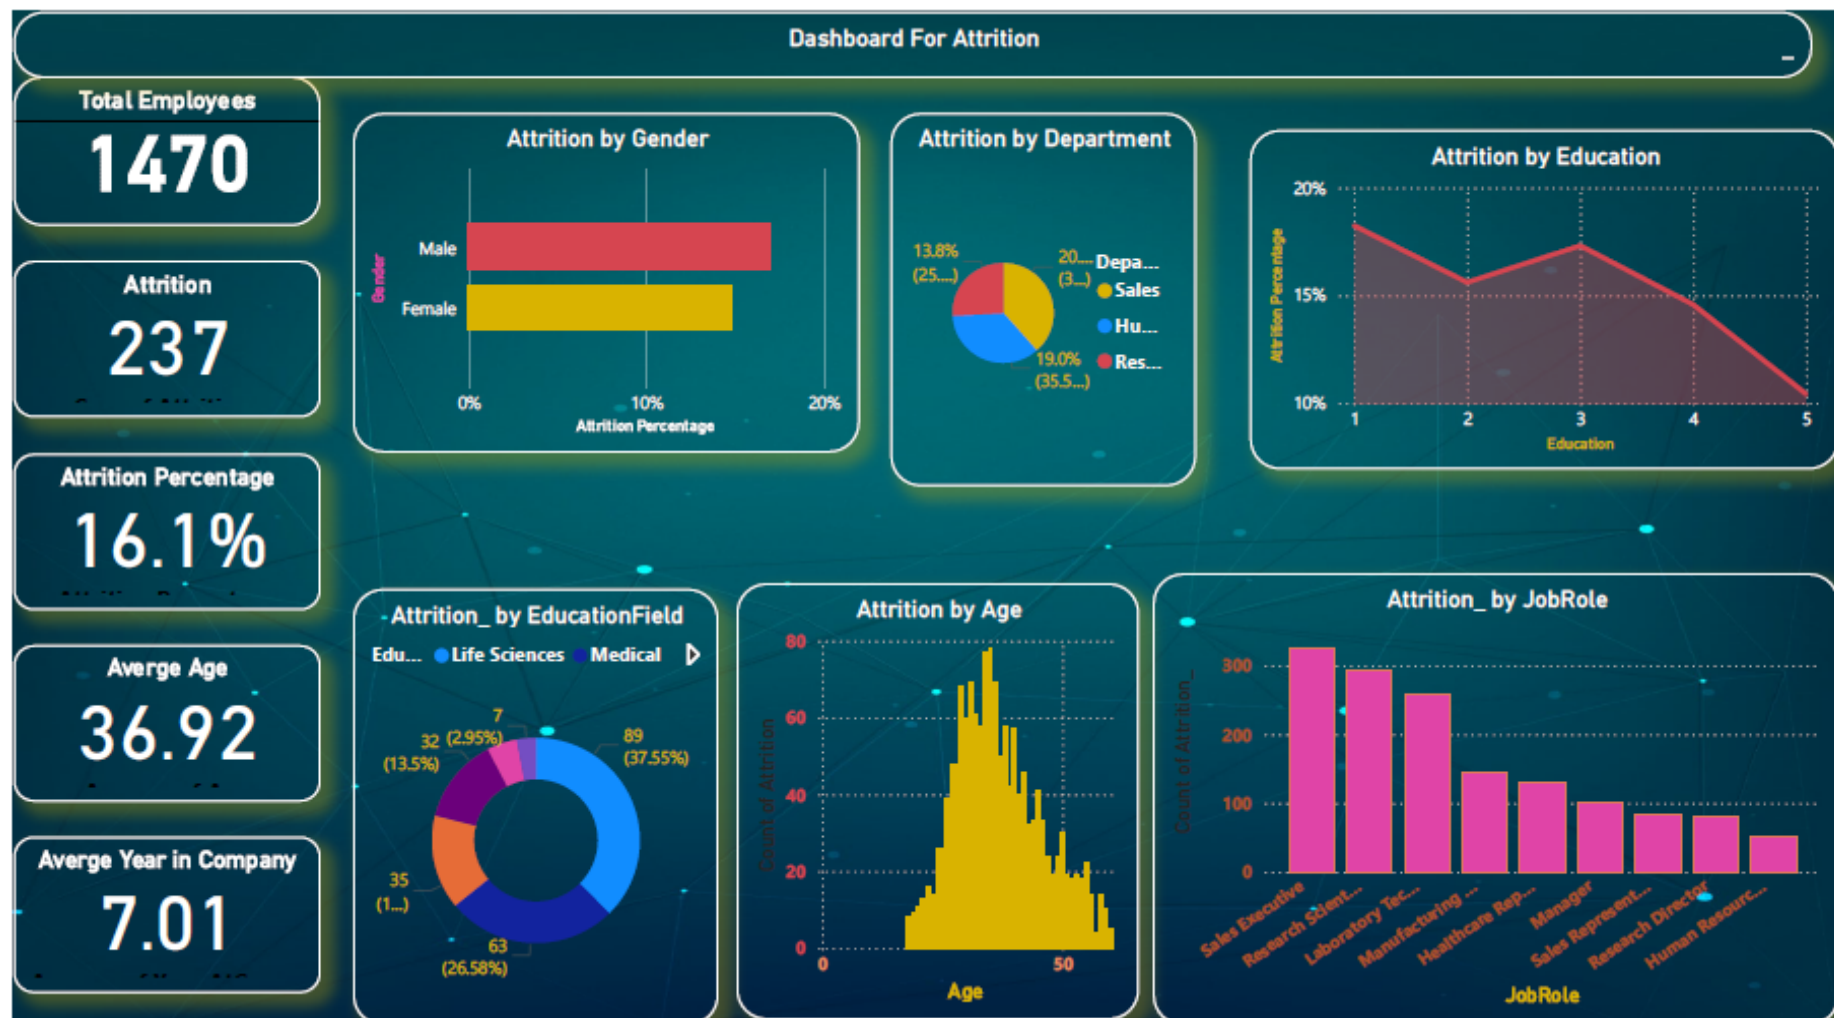 Dashboard For Attrition
Total Employees
1470
Attrition
237
Attrition Percentage
16.1%
Averge Age
36.92
Averge Year in Company
7.01
Attrition by Gender
Gender
Male
Female
0% 10% 20%
Attrition Percentage
Attrition by Department
13.8%
(25....)
20....
(3...)
19.0%
(35.5...)
Depa...
Sales
Hu...
Res...
Attrition by Education
Attrition Percentage
20%
15%
10%
1 2 3 4 5
Education
Attrition_ by EducationField
Edu... Life Sciences Medical
7
(2.95%)
32
(13.5%)
89
(37.55%)
35
(1...)
63
(26.58%)
Attrition by Age
Count of Attrition
80
60
40
20
0
0 50
Age
Attrition_ by JobRole
Count of Attrition_
300
200
100
0
Sales Executive
Research Scient...
Laboratory Tec...
Manufacturing ...
Healthcare Rep...
Manager
Sales Represent...
Research Director
Human Resourc...
JobRole